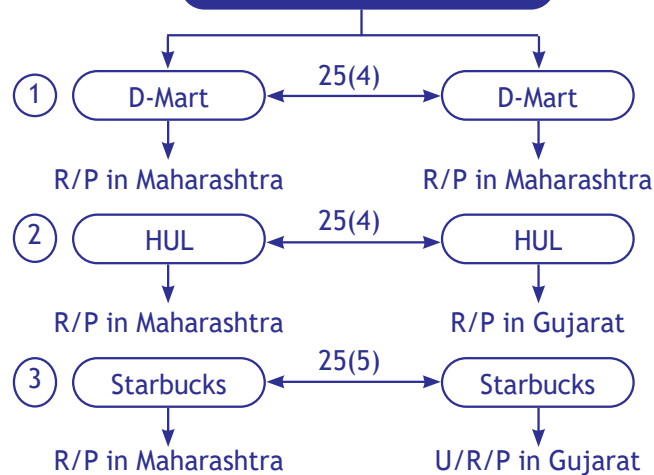 1 D-Mart 25(4) D-Mart
R/P in Maharashtra R/P in Maharashtra
2 HUL 25(4) HUL
R/P in Maharashtra R/P in Gujarat
3 Starbucks 25(5) Starbucks
R/P in Maharashtra U/R/P in Gujarat